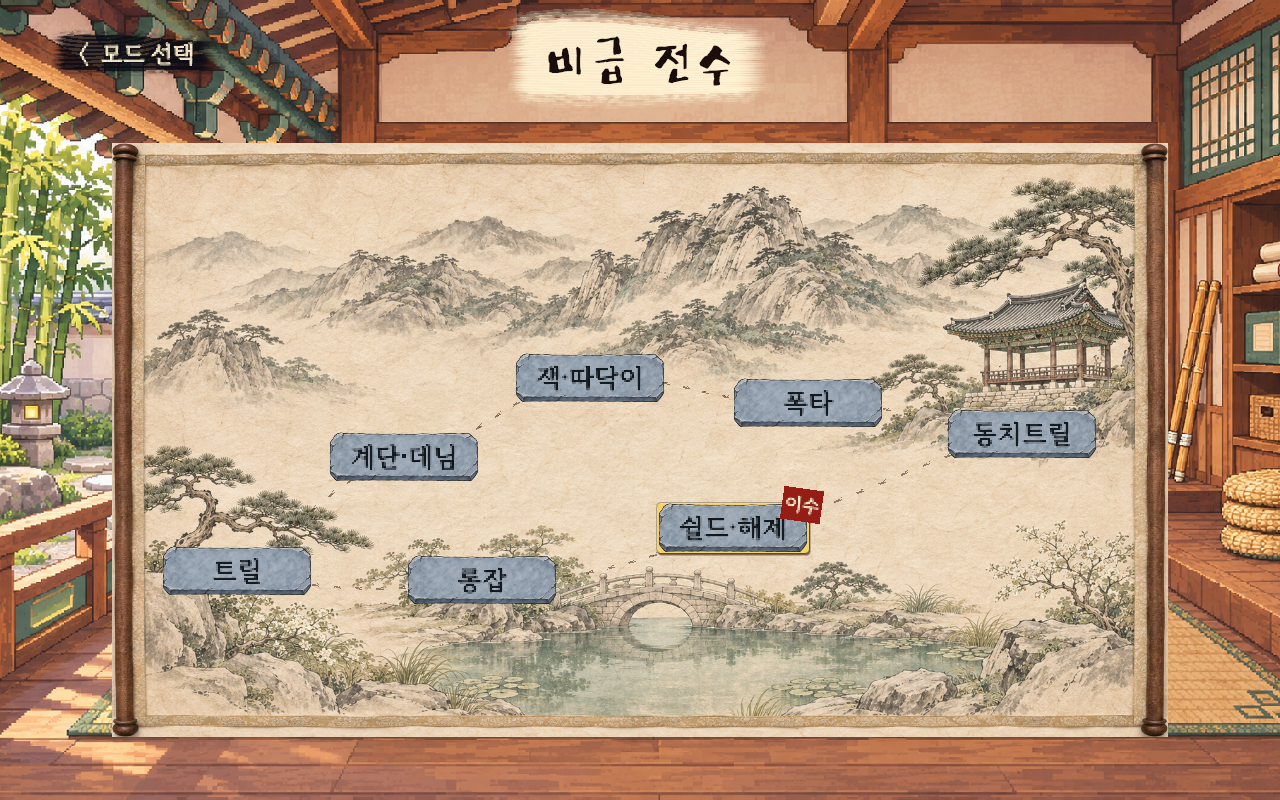 〈 모드 선택
비급 전수
잭·따닥이
폭타
동치트릴
계단·데님
이수
쉴드·해제
트릴
롱잡